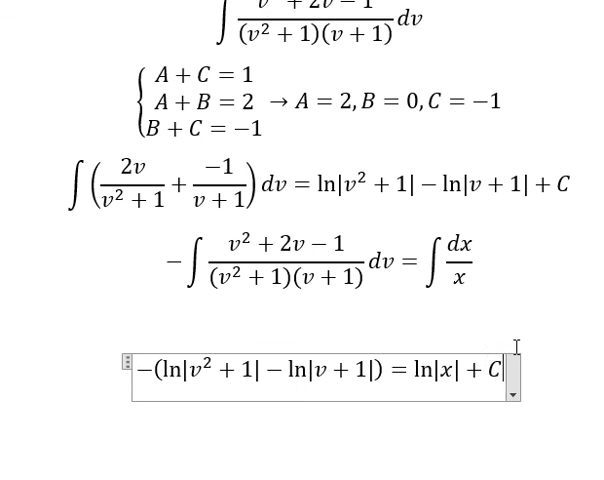 ∫ (v² + 2v − 1)/((v² + 1)(v + 1)) dv
{ A + C = 1
A + B = 2 → A = 2, B = 0, C = −1
B + C = −1
∫ (2v/(v² + 1) + −1/(v + 1)) dv = ln|v² + 1| − ln|v + 1| + C
−∫ (v² + 2v − 1)/((v² + 1)(v + 1)) dv = ∫ dx/x
−(ln|v² + 1| − ln|v + 1|) = ln|x| + C